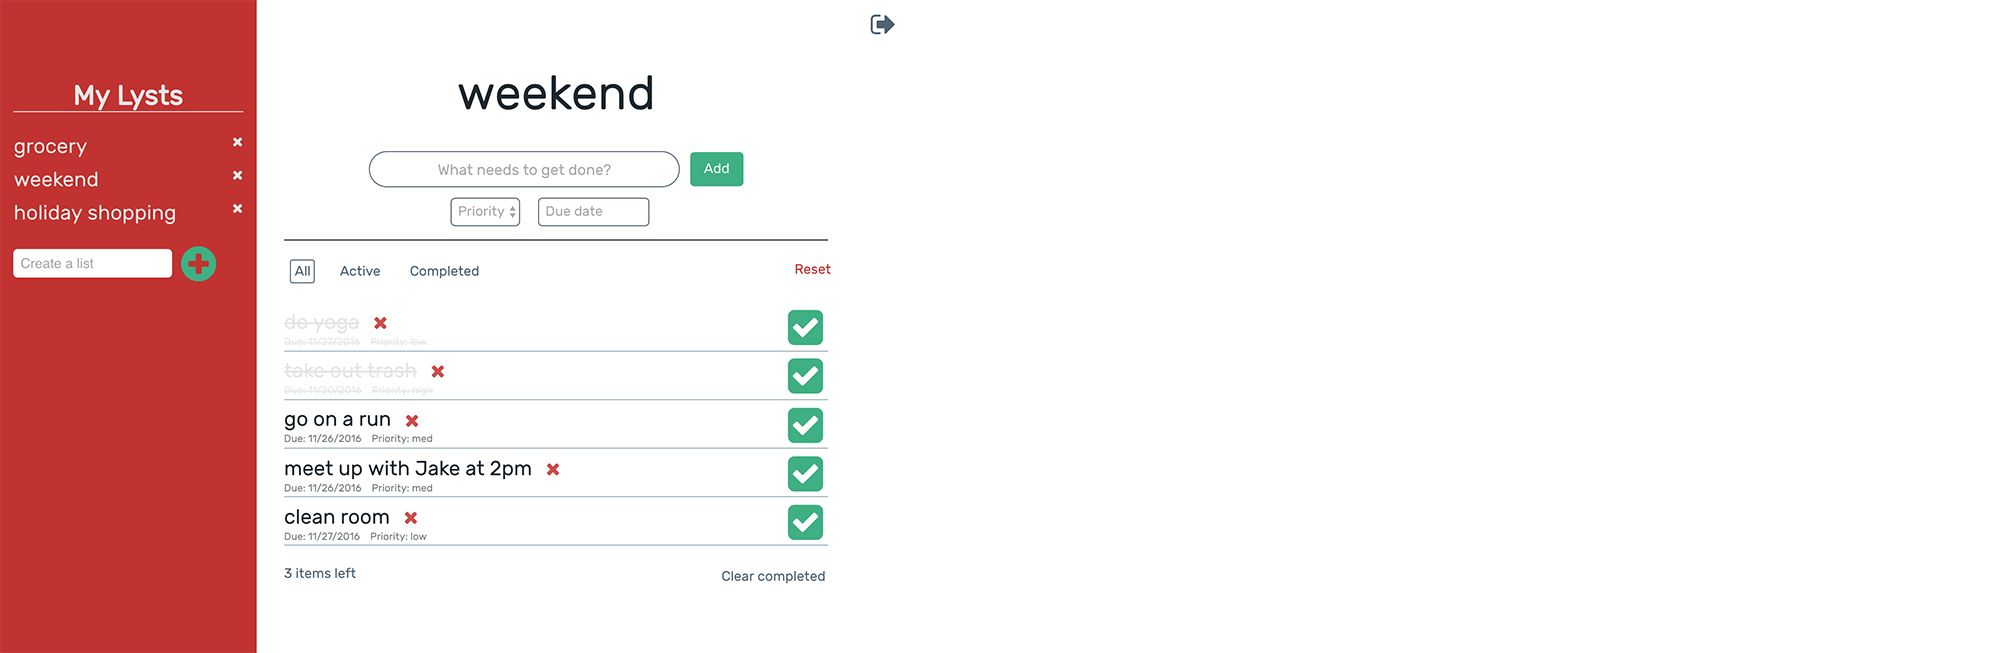 My Lysts
grocery
weekend
holiday shopping
Create a list
weekend
What needs to get done?
Add
Priority
Due date
All Active Completed
Reset
do yoga
Due: 11/27/2016 Priority: low
take out trash
Due: 11/20/2016 Priority: high
go on a run
Due: 11/26/2016 Priority: med
meet up with Jake at 2pm
Due: 11/26/2016 Priority: med
clean room
Due: 11/27/2016 Priority: low
3 items left
Clear completed